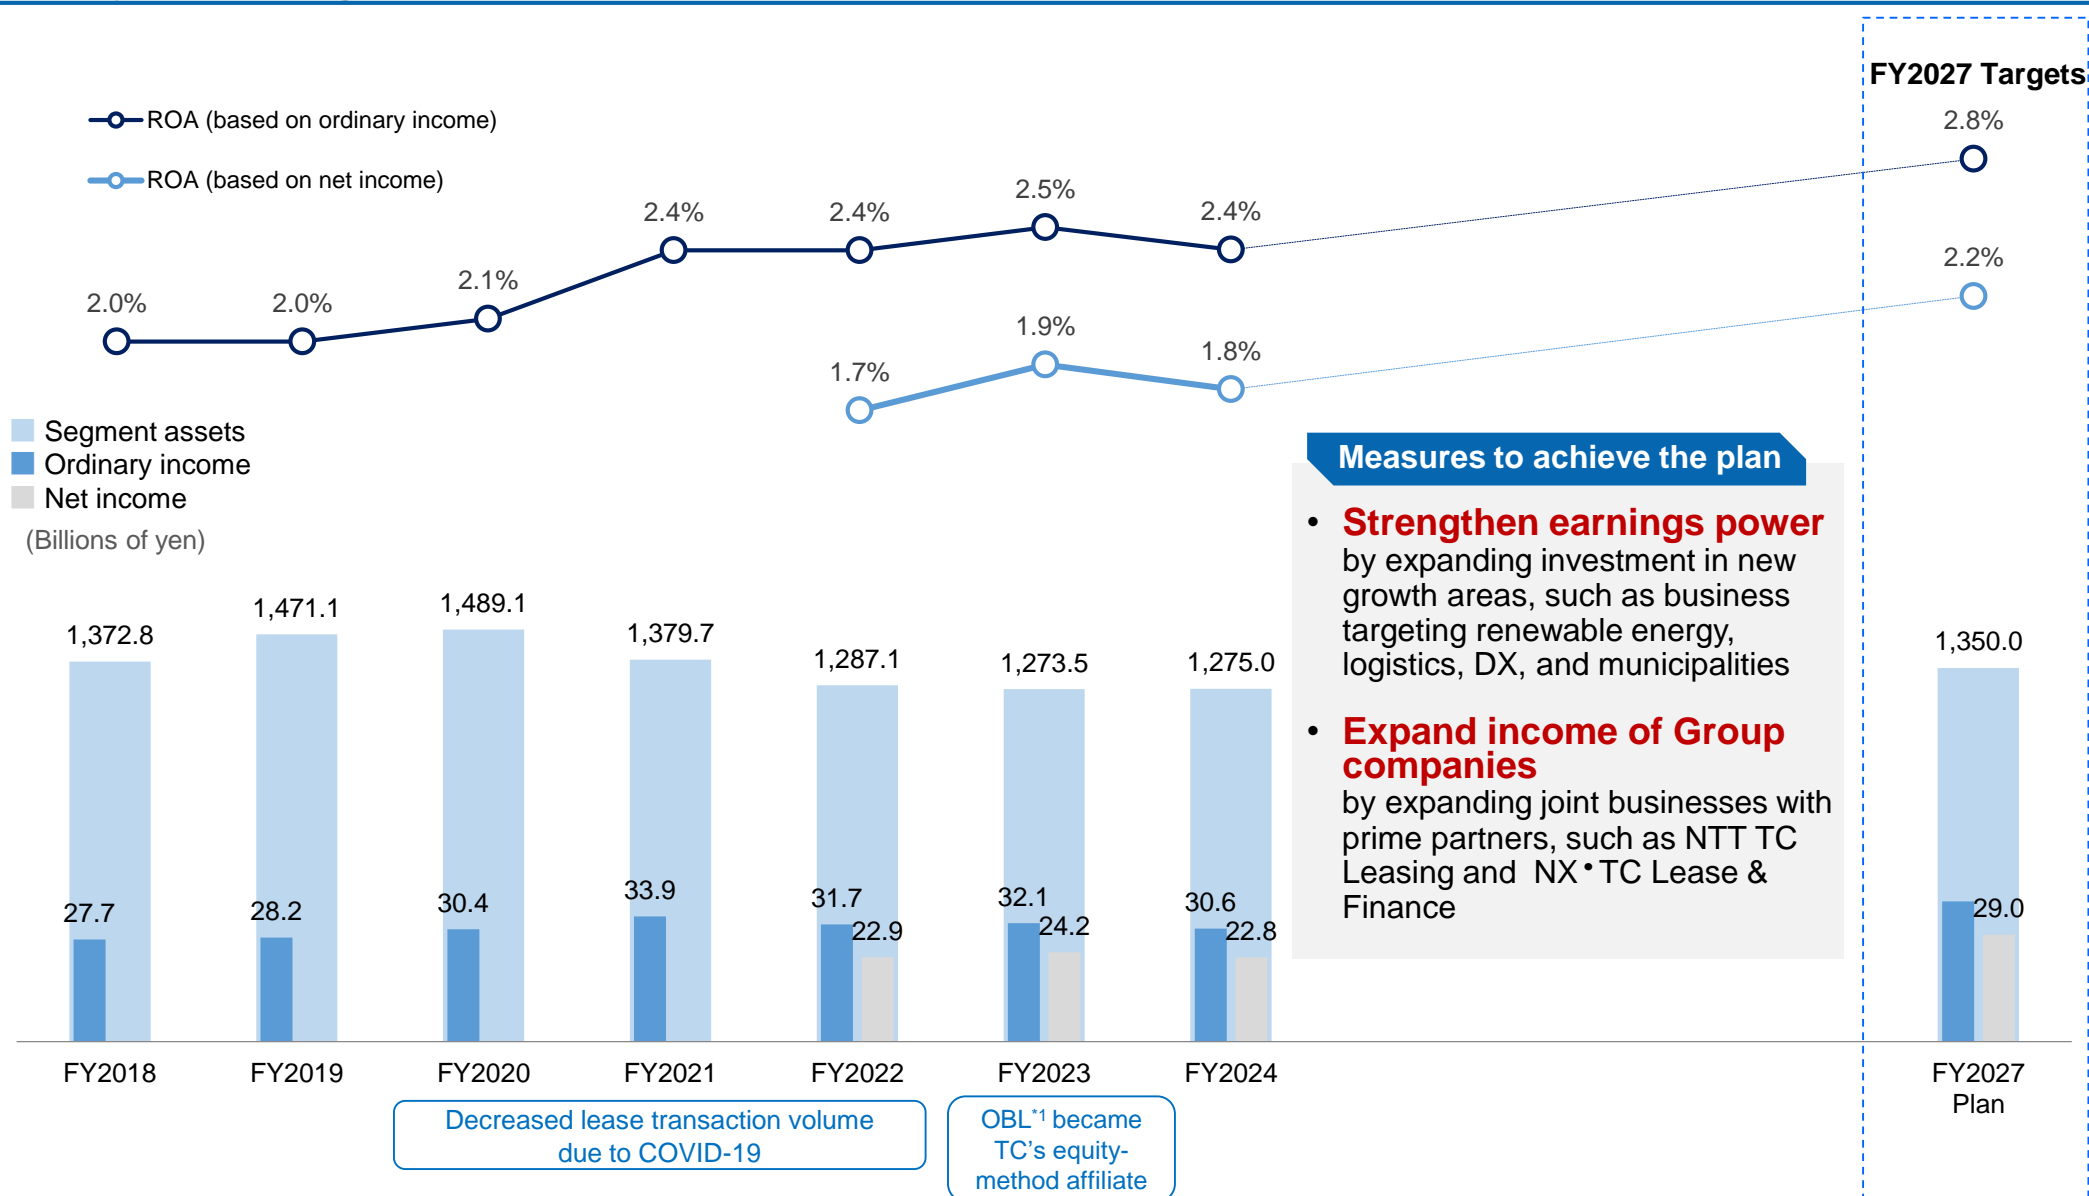 FY2027 Targets
ROA (based on ordinary income)
ROA (based on net income)
2.0%
2.0%
2.1%
2.4%
2.4%
2.5%
2.4%
2.8%
1.7%
1.9%
1.8%
2.2%
Segment assets
Ordinary income
Net income
(Billions of yen)
Measures to achieve the plan
• Strengthen earnings power
by expanding investment in new
growth areas, such as business
targeting renewable energy,
logistics, DX, and municipalities
• Expand income of Group
companies
by expanding joint businesses with
prime partners, such as NTT TC
Leasing and NX•TC Lease &
Finance
1,372.8
1,471.1
1,489.1
1,379.7
1,287.1
1,273.5
1,275.0
1,350.0
27.7
28.2
30.4
33.9
31.7
22.9
32.1
24.2
30.6
22.8
29.0
FY2018
FY2019
FY2020
FY2021
FY2022
FY2023
FY2024
FY2027
Plan
Decreased lease transaction volume
due to COVID-19
OBL*1 became
TC's equity-
method affiliate